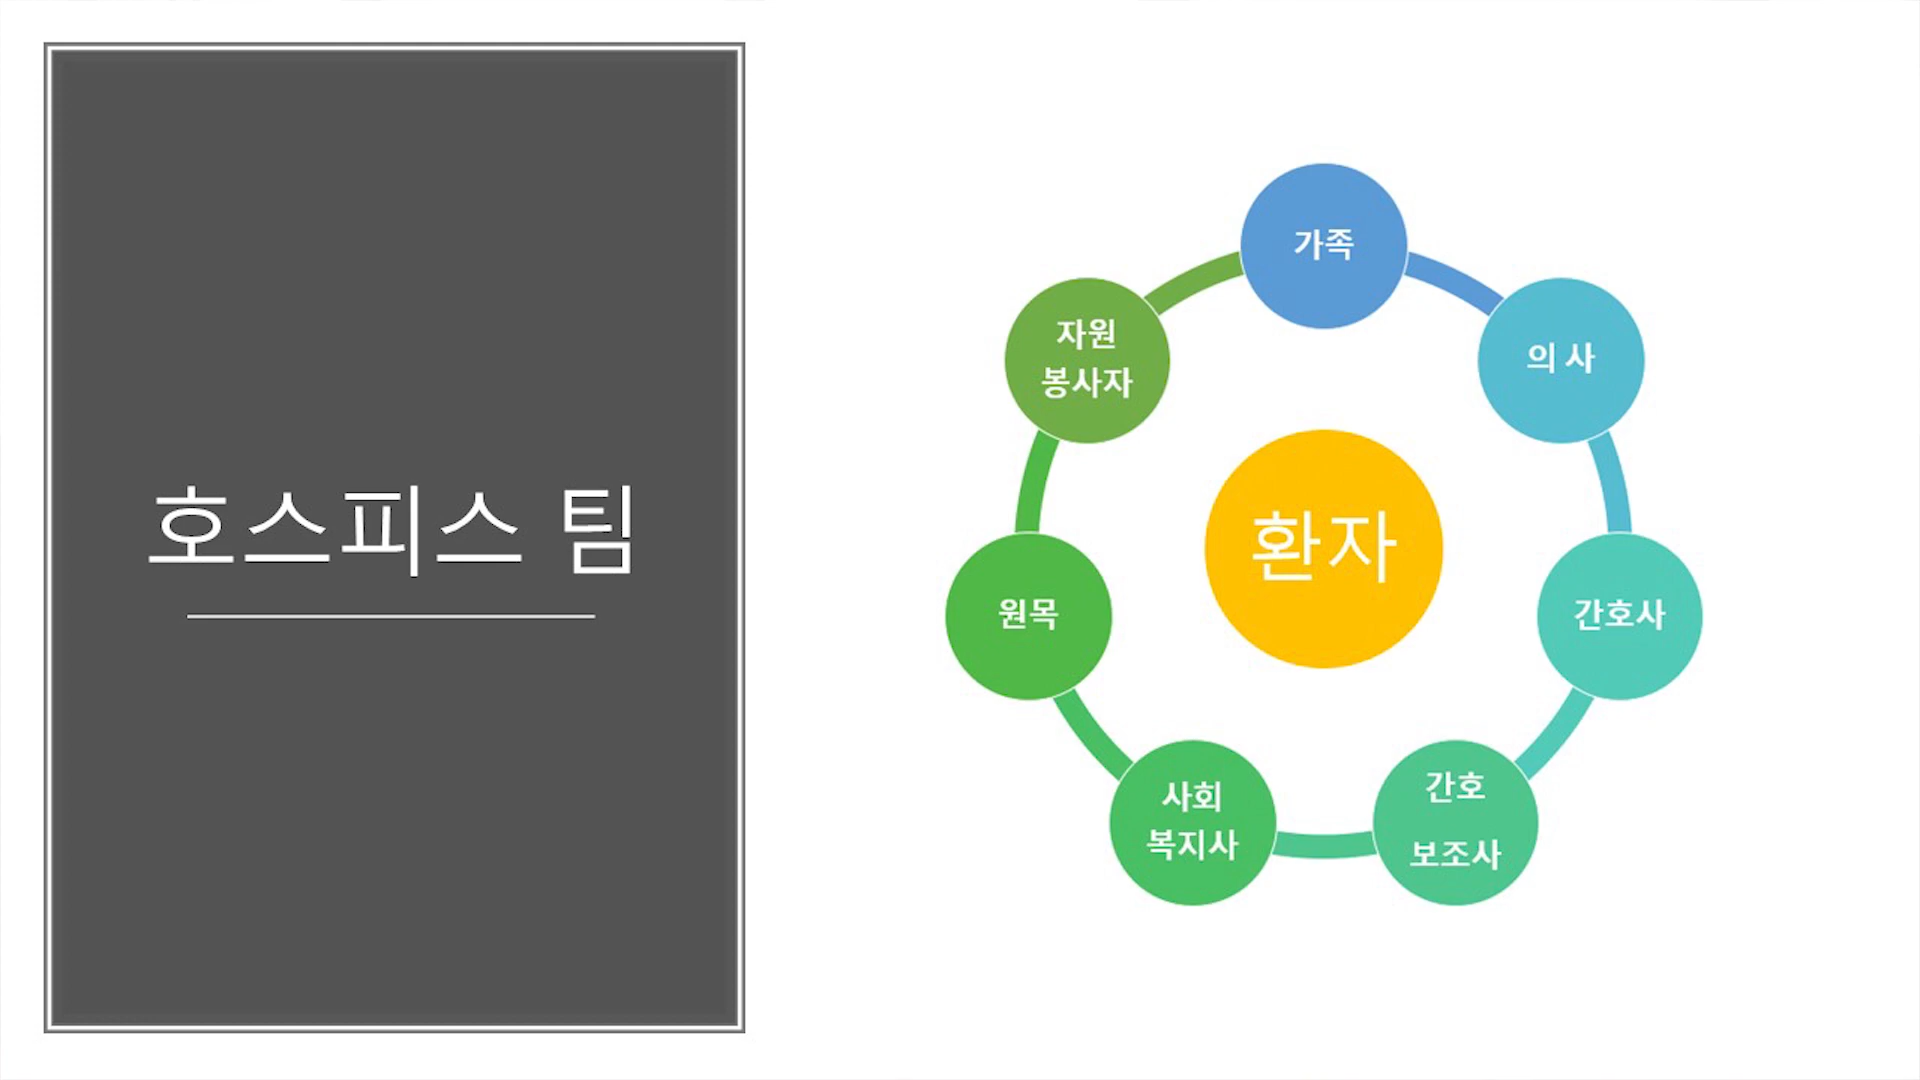 호스피스 팀
가족
의 사
간호사
간호
보조사
사회
복지사
원목
자원
봉사자
환자